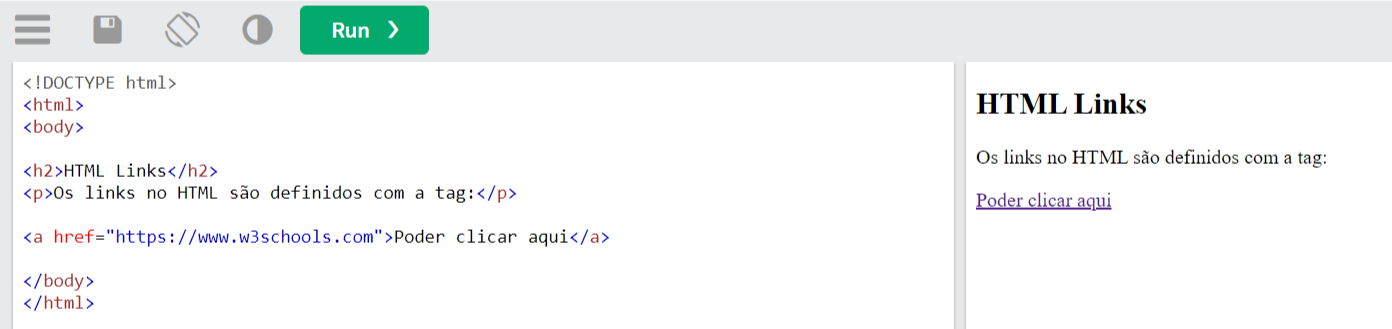 Run ❯
<!DOCTYPE html>
<html>
<body>
<h2>HTML Links</h2>
<p>Os links no HTML são definidos com a tag:</p>
<a href="https://www.w3schools.com">Poder clicar aqui</a>
</body>
</html>
HTML Links
Os links no HTML são definidos com a tag:
Poder clicar aqui